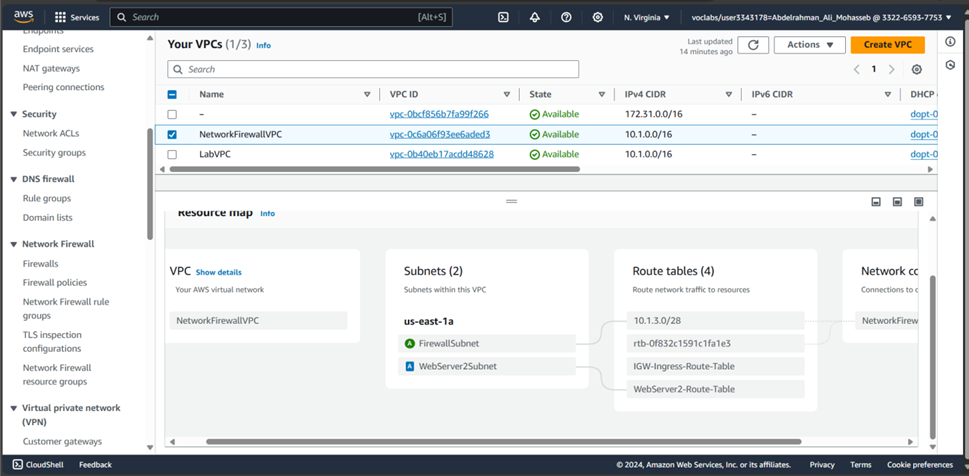 aws
Services
Search
[Alt+S]
N. Virginia
voclabs/user3343178=Abdelrahman_Ali_Mohasseb @ 3322-6593-7753
Endpoints
Endpoint services
NAT gateways
Peering connections
Security
Network ACLs
Security groups
DNS firewall
Rule groups
Domain lists
Network Firewall
Firewalls
Firewall policies
Network Firewall rule
groups
TLS inspection
configurations
Network Firewall
resource groups
Virtual private network
(VPN)
Customer gateways
Your VPCs (1/3) Info
Last updated
14 minutes ago
Actions
Create VPC
Search
1
Name VPC ID State IPv4 CIDR IPv6 CIDR DHCP
– vpc-0bcf856b7fa99f266 Available 172.31.0.0/16 – dopt-0
NetworkFirewallVPC vpc-0c6a06f93ee6aded3 Available 10.1.0.0/16 – dopt-0
LabVPC vpc-0b40eb17acdd48628 Available 10.1.0.0/16 – dopt-0
Resource map Info
VPC Show details
Your AWS virtual network
NetworkFirewallVPC
Subnets (2)
Subnets within this VPC
us-east-1a
A FirewallSubnet
A WebServer2Subnet
Route tables (4)
Route network traffic to resources
10.1.3.0/28
rtb-0f832c1591c1fa1e3
IGW-Ingress-Route-Table
WebServer2-Route-Table
Network co
Connections to o
NetworkFirew
CloudShell Feedback © 2024, Amazon Web Services, Inc. or its affiliates. Privacy Terms Cookie preferences